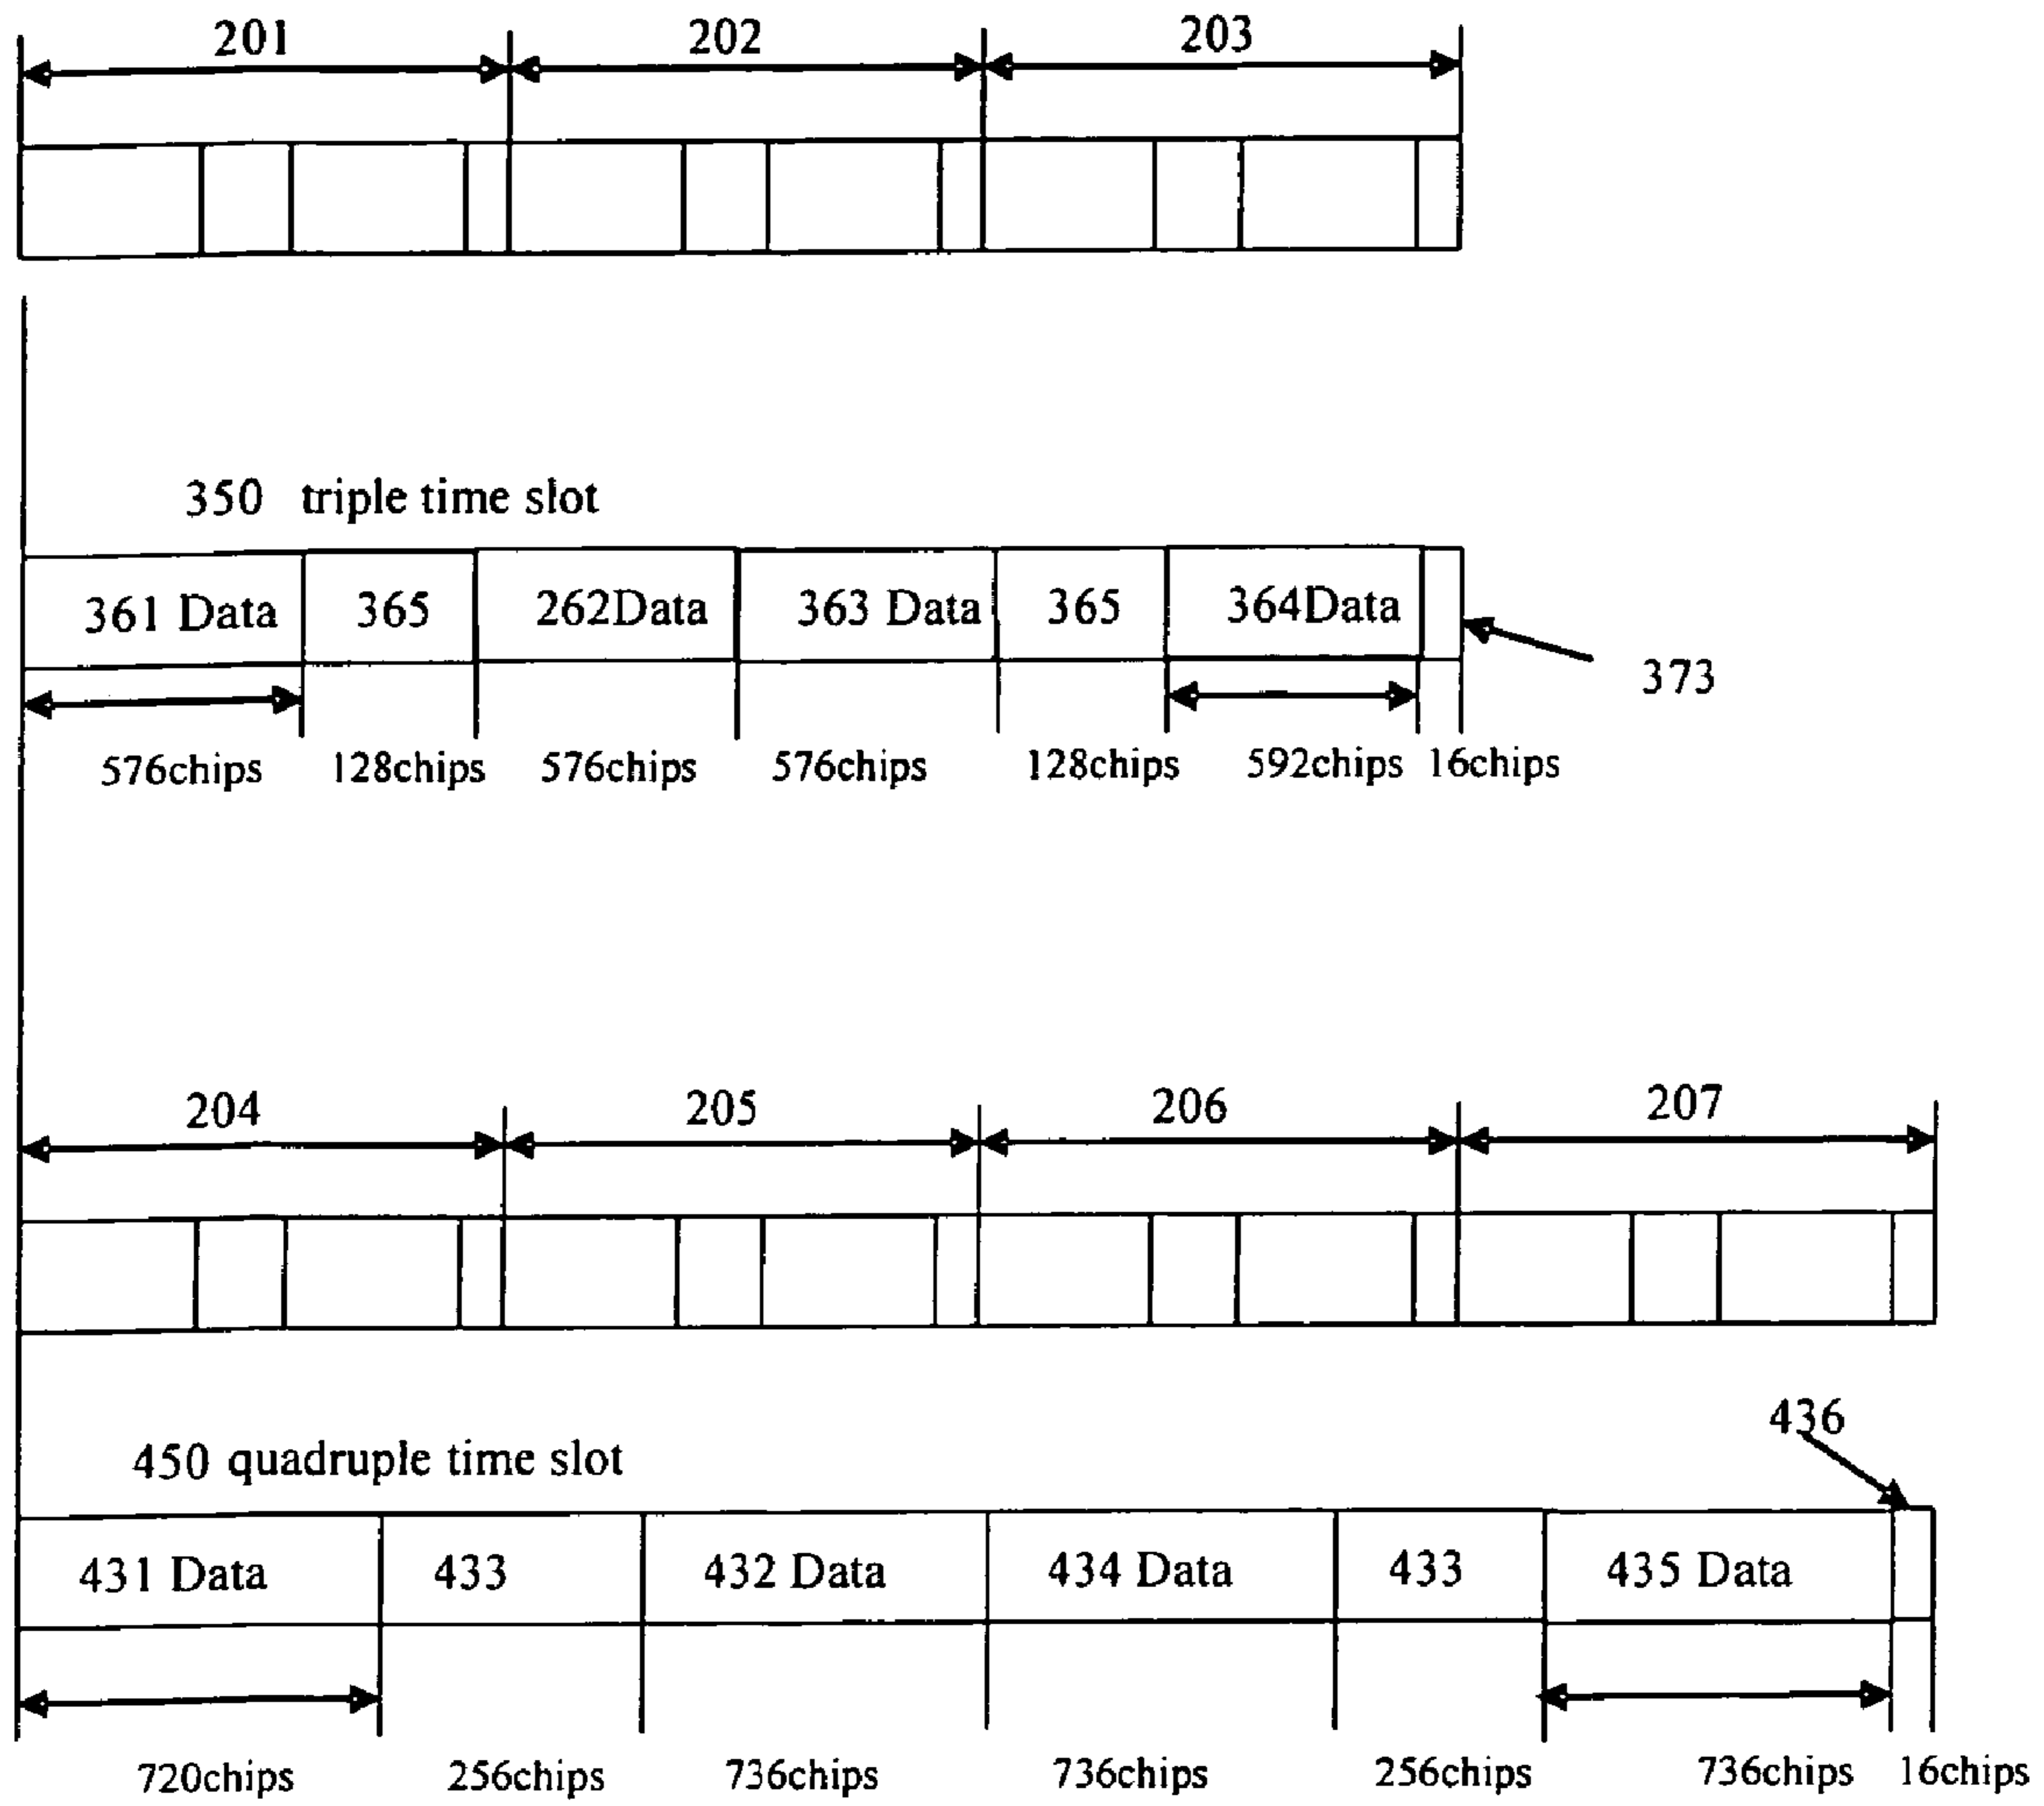 201 202 203
350 triple time slot
361 Data 365 262Data 363 Data 365 364Data
373
576chips 128chips 576chips 576chips 128chips 592chips 16chips
204 205 206 207
436
450 quadruple time slot
431 Data 433 432 Data 434 Data 433 435 Data
720chips 256chips 736chips 736chips 256chips 736chips 16chips